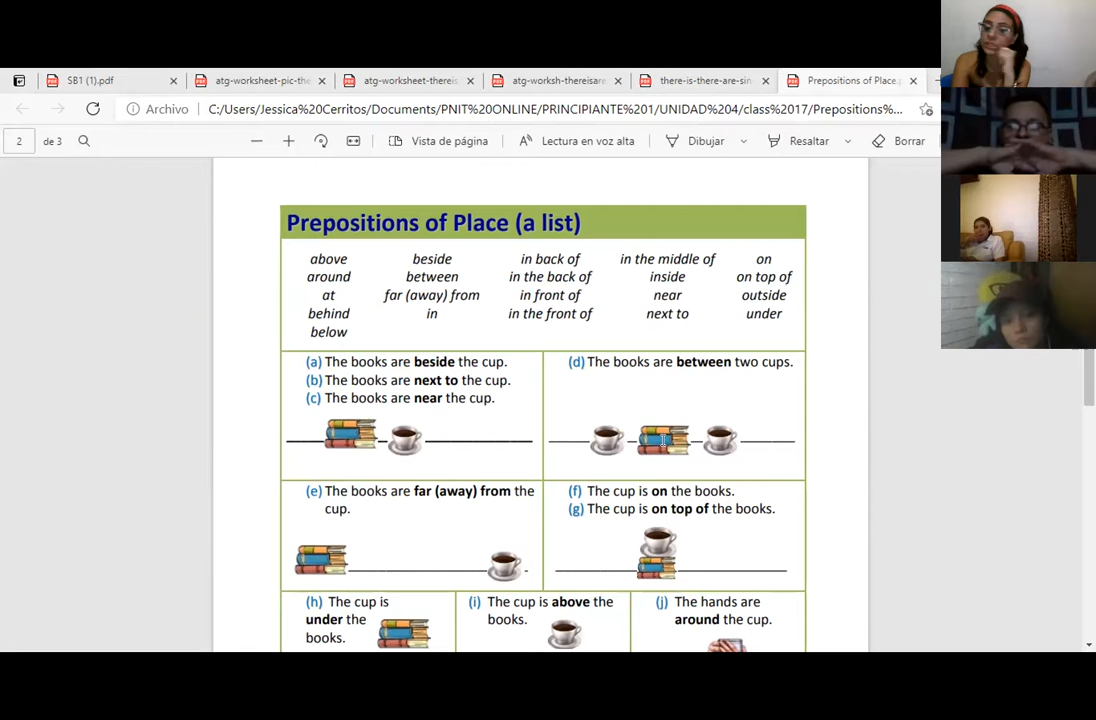 SB1 (1).pdf
atg-worksheet-pic-the
atg-worksheet-thereis
atg-worksh-thereisare
there-is-there-are-sin
Prepositions of Place.p
Archivo
C:/Users/Jessica%20Cerritos/Documents/PNIT%20ONLINE/PRINCIPIANTE%201/UNIDAD%204/class%2017/Prepositions%...
2 de 3
Vista de página
Lectura en voz alta
Dibujar
Resaltar
Borrar
Prepositions of Place (a list)
above beside in back of in the middle of on
around between in the back of inside on top of
at far (away) from in front of near outside
behind in in the front of next to under
below
(a) The books are beside the cup.
(b) The books are next to the cup.
(c) The books are near the cup.
(d) The books are between two cups.
(e) The books are far (away) from the
cup.
(f) The cup is on the books.
(g) The cup is on top of the books.
(h) The cup is
under the
books.
(i) The cup is above the
books.
(j) The hands are
around the cup.